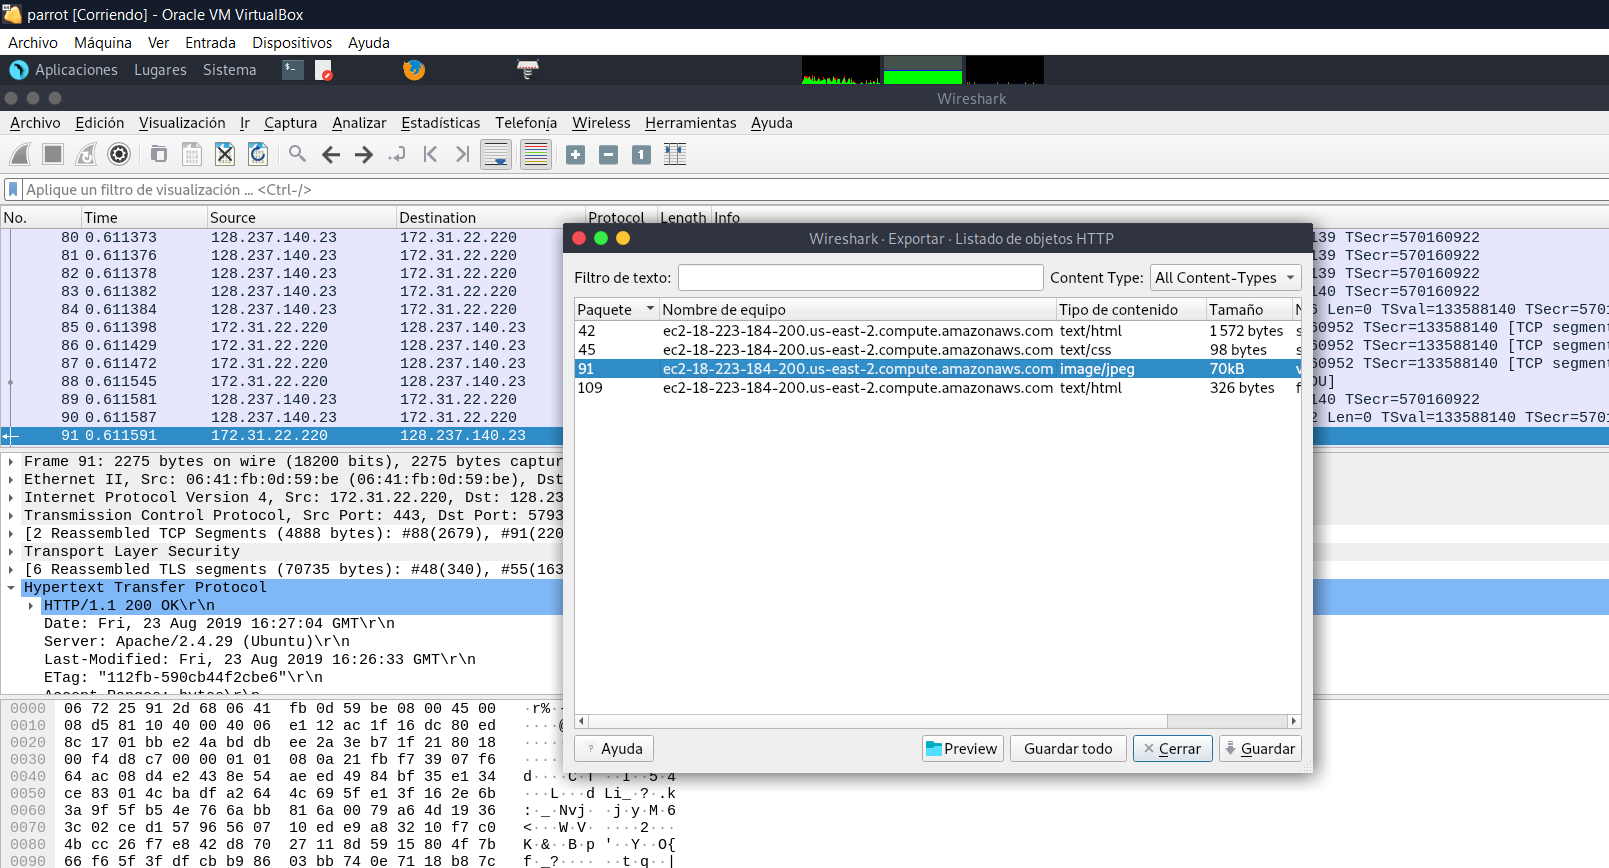 parrot [Corriendo] - Oracle VM VirtualBox
Archivo Máquina Ver Entrada Dispositivos Ayuda
Aplicaciones Lugares Sistema
Wireshark
Archivo Edición Visualización Ir Captura Analizar Estadísticas Telefonía Wireless Herramientas Ayuda
Aplique un filtro de visualización ... <Ctrl-/>
No. Time Source Destination Protocol Length Info
80 0.611373 128.237.140.23 172.31.22.220
81 0.611376 128.237.140.23 172.31.22.220
82 0.611378 128.237.140.23 172.31.22.220
83 0.611382 128.237.140.23 172.31.22.220
84 0.611384 128.237.140.23 172.31.22.220
85 0.611398 172.31.22.220 128.237.140.23
86 0.611429 172.31.22.220 128.237.140.23
87 0.611472 172.31.22.220 128.237.140.23
88 0.611545 172.31.22.220 128.237.140.23
89 0.611581 128.237.140.23 172.31.22.220
90 0.611587 128.237.140.23 172.31.22.220
91 0.611591 172.31.22.220 128.237.140.23
139 TSecr=570160922
139 TSecr=570160922
139 TSecr=570160922
140 TSecr=570160922
6 Len=0 TSval=133588140 TSecr=5701
60952 TSecr=133588140 [TCP segment
60952 TSecr=133588140 [TCP segment
60952 TSecr=133588140 [TCP segment
DU]
140 TSecr=570160922
2 Len=0 TSval=133588140 TSecr=5701
Wireshark · Exportar · Listado de objetos HTTP
Filtro de texto: Content Type: All Content-Types
Paquete Nombre de equipo Tipo de contenido Tamaño N
42 ec2-18-223-184-200.us-east-2.compute.amazonaws.com text/html 1 572 bytes s
45 ec2-18-223-184-200.us-east-2.compute.amazonaws.com text/css 98 bytes s
91 ec2-18-223-184-200.us-east-2.compute.amazonaws.com image/jpeg 70kB v
109 ec2-18-223-184-200.us-east-2.compute.amazonaws.com text/html 326 bytes f
? Ayuda Preview Guardar todo Cerrar Guardar
Frame 91: 2275 bytes on wire (18200 bits), 2275 bytes captur
Ethernet II, Src: 06:41:fb:0d:59:be (06:41:fb:0d:59:be), Dst
Internet Protocol Version 4, Src: 172.31.22.220, Dst: 128.23
Transmission Control Protocol, Src Port: 443, Dst Port: 5793
[2 Reassembled TCP Segments (4888 bytes): #88(2679), #91(220
Transport Layer Security
[6 Reassembled TLS segments (70735 bytes): #48(340), #55(163
Hypertext Transfer Protocol
HTTP/1.1 200 OK\r\n
Date: Fri, 23 Aug 2019 16:27:04 GMT\r\n
Server: Apache/2.4.29 (Ubuntu)\r\n
Last-Modified: Fri, 23 Aug 2019 16:26:33 GMT\r\n
ETag: "112fb-590cb44f2cbe6"\r\n
Accept-Ranges: bytes\r\n
0000 06 72 25 91 2d 68 06 41 fb 0d 59 be 08 00 45 00 ·r%·
0010 08 d5 81 10 40 00 40 06 e1 12 ac 1f 16 dc 80 ed ····@
0020 8c 17 01 bb e2 4a bd db ee 2a 3e b7 1f 21 80 18 ·····
0030 00 f4 d8 c7 00 00 01 01 08 0a 21 fb f7 39 07 f6 ·····
0040 64 ac 08 d4 e2 43 8e 54 ae ed 49 84 bf 35 e1 34 d····C·T ··I··5·4
0050 ce 83 01 4c ba df a2 64 4c 69 5f e1 3f 16 2e 6b ···L···d Li_·?·.k
0060 3a 9f 5f b5 4e 76 6a bb 81 6a 00 79 a6 4d 19 36 :·_·Nvj· ·j·y·M·6
0070 3c 02 ce d1 57 96 56 07 10 ed e9 a8 32 10 f7 c0 <···W·V· ····2···
0080 4b cc 26 f7 e8 42 d8 70 27 11 8d 59 15 80 4f 7b K·&··B·p '··Y··O{
0090 66 f6 5f 3f df cb b9 86 03 bb 74 0e 71 18 b8 7c f·_?···· ··t·q··|